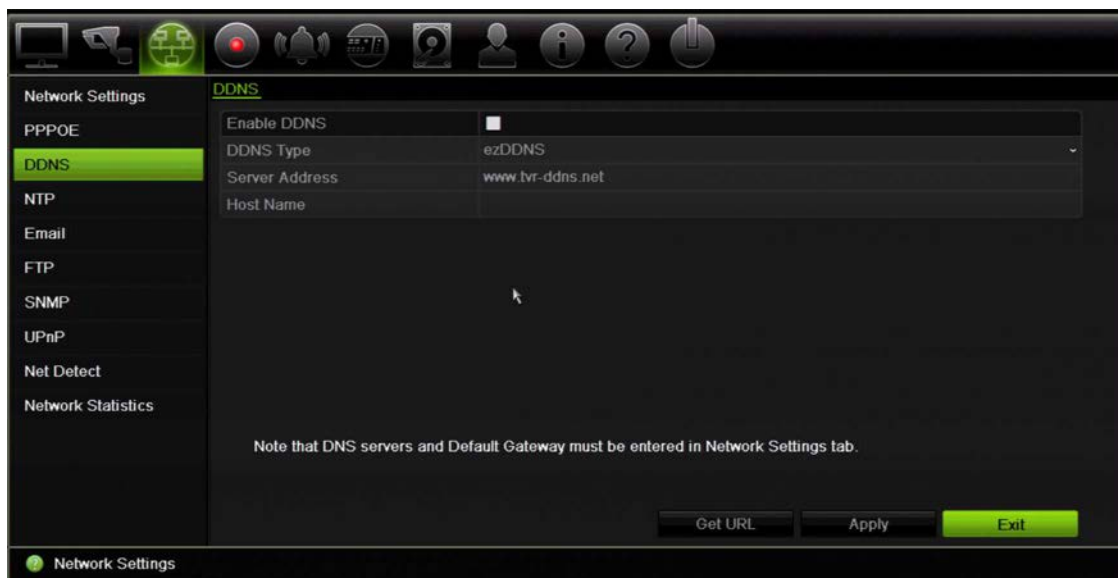 Network Settings
PPPOE
DDNS
NTP
Email
FTP
SNMP
UPnP
Net Detect
Network Statistics
DDNS
Enable DDNS
DDNS Type ezDDNS
Server Address www.tvr-ddns.net
Host Name
Note that DNS servers and Default Gateway must be entered in Network Settings tab.
Get URL Apply Exit
? Network Settings